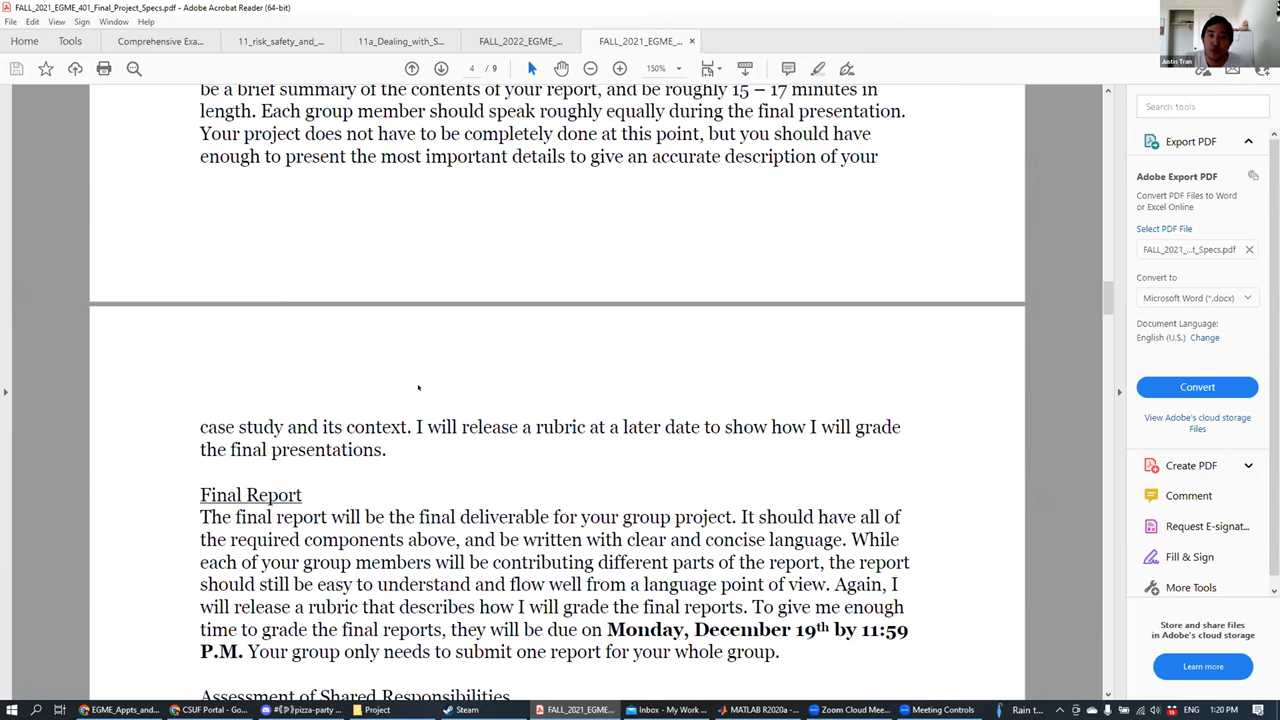 FALL_2021_EGME_401_Final_Project_Specs.pdf - Adobe Acrobat Reader (64-bit)
File Edit View Sign Window Help
Home Tools Comprehensive Exa... 11_risk_safety_and_... 11a_Dealing_with_S... FALL_2022_EGME_... FALL_2021_EGME_... ×
4 / 9 150%
Justin Tran
be a brief summary of the contents of your report, and be roughly 15 – 17 minutes in
length. Each group member should speak roughly equally during the final presentation.
Your project does not have to be completely done at this point, but you should have
enough to present the most important details to give an accurate description of your
case study and its context. I will release a rubric at a later date to show how I will grade
the final presentations.
Final Report
The final report will be the final deliverable for your group project. It should have all of
the required components above, and be written with clear and concise language. While
each of your group members will be contributing different parts of the report, the report
should still be easy to understand and flow well from a language point of view. Again, I
will release a rubric that describes how I will grade the final reports. To give me enough
time to grade the final reports, they will be due on Monday, December 19th by 11:59
P.M. Your group only needs to submit one report for your whole group.
Assessment of Shared Responsibilities
Search tools
Export PDF
Adobe Export PDF
Convert PDF Files to Word
or Excel Online
Select PDF File
FALL_2021_...t_Specs.pdf
Convert to
Microsoft Word (*.docx)
Document Language:
English (U.S.) Change
Convert
View Adobe's cloud storage
Files
Create PDF
Comment
Request E-signat...
Fill & Sign
More Tools
Store and share files
in Adobe's cloud storage
Learn more
EGME_Appts_and... CSUF Portal - Go... pizza-party Project Steam FALL_2021_EGME... Inbox - My Work ... MATLAB R2020a - ... Zoom Cloud Mee... Meeting Controls Rain t... 15 ENG 1:20 PM